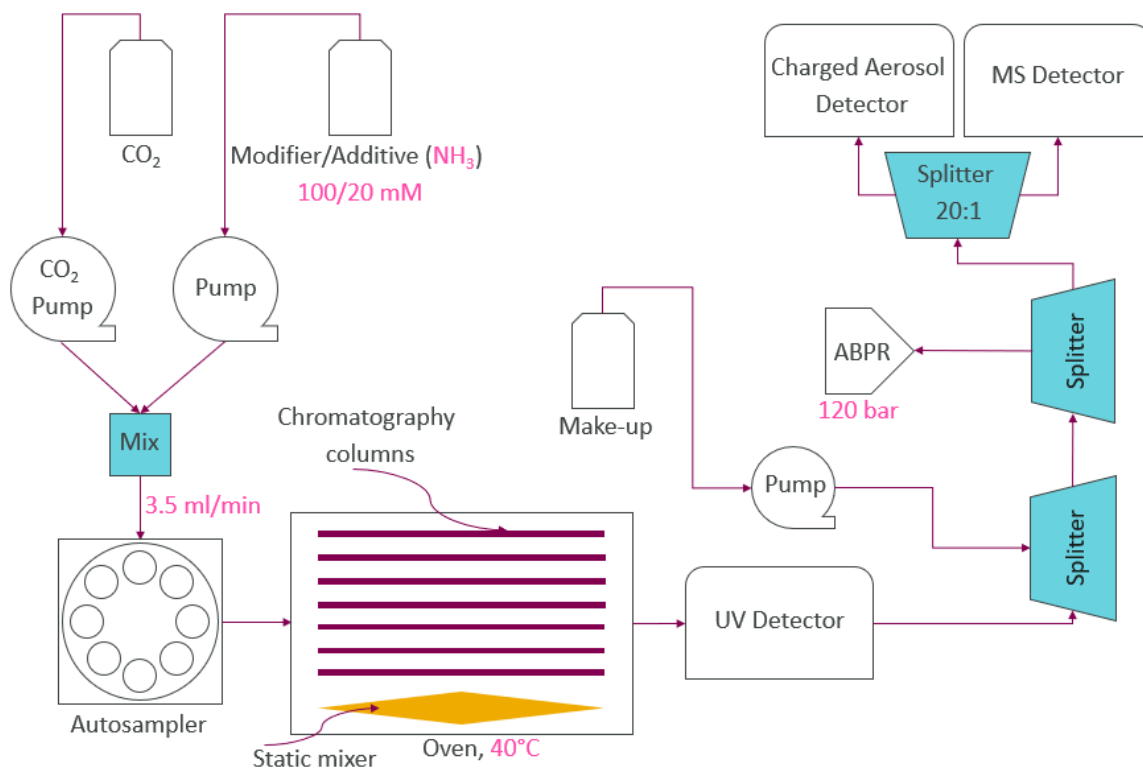 CO₂
Modifier/Additive (NH₃)
100/20 mM
CO₂
Pump
Pump
Mix
3.5 ml/min
Autosampler
Chromatography
columns
Static mixer
Oven, 40°C
Make-up
Pump
UV Detector
Splitter
Splitter
ABPR
120 bar
Splitter
20:1
Charged Aerosol
Detector
MS Detector